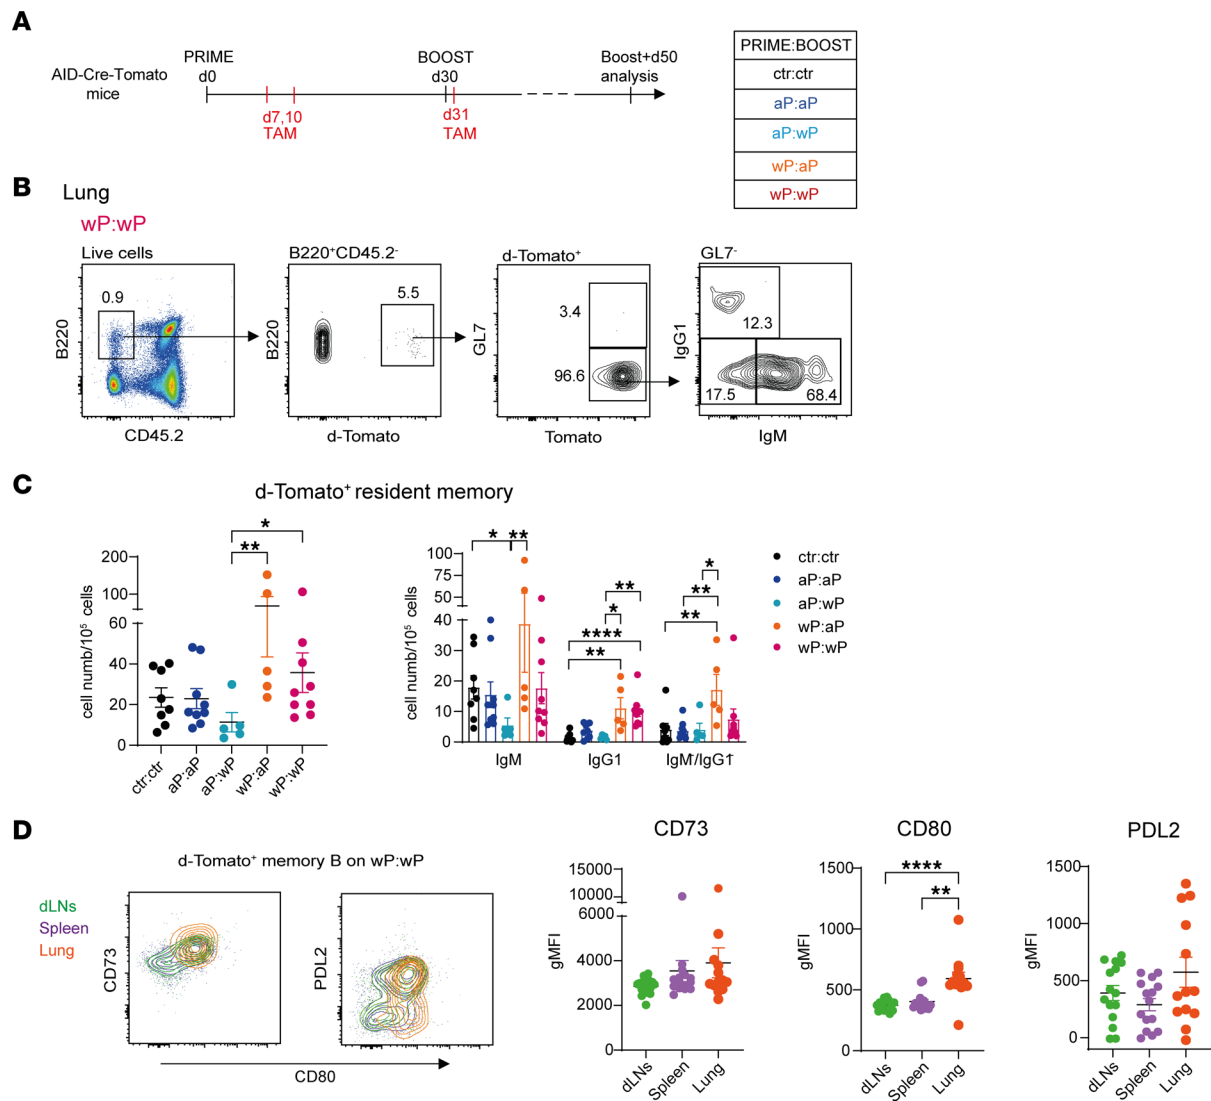 A
PRIME
d0
BOOST
d30
Boost+d50
analysis
AID-Cre-Tomato
mice
d7,10
TAM
d31
TAM
PRIME:BOOST
ctr:ctr
aP:aP
aP:wP
wP:aP
wP:wP
B
Lung
wP:wP
Live cells
B220⁺CD45.2⁻
d-Tomato⁺
GL7⁻
0.9
5.5
3.4
96.6
12.3
17.5
68.4
B220
CD45.2
B220
d-Tomato
GL7
Tomato
IgG1
IgM
C
d-Tomato⁺ resident memory
cell numb/10⁵ cells
200
100
60
40
20
0
* 
**
ctr:ctr
aP:aP
aP:wP
wP:aP
wP:wP
cell numb/10⁵ cells
100
75
50
40
30
20
10
0
*
**
**
*
****
**
*
**
**
IgM
IgG1
IgM⁻/IgG1⁻
ctr:ctr
aP:aP
aP:wP
wP:aP
wP:wP
D
d-Tomato⁺ memory B on wP:wP
dLNs
Spleen
Lung
CD73
PDL2
CD80
CD73
gMFI
15000
10000
6000
4000
2000
0
dLNs
Spleen
Lung
CD80
gMFI
1500
1000
500
0
****
**
dLNs
Spleen
Lung
PDL2
gMFI
1500
1000
500
0
dLNs
Spleen
Lung